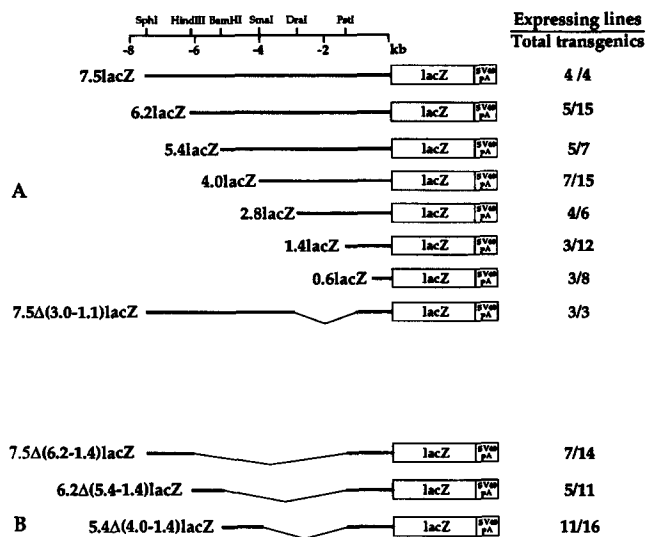 SphI HindIII BamHI SmaI DraI PstI
Expressing lines
Total transgenics
-8 -6 -4 -2 kb
7.5lacZ lacZ SV40 pA 4/4
6.2lacZ lacZ SV40 pA 5/15
5.4lacZ lacZ SV40 pA 5/7
A
4.0lacZ lacZ SV40 pA 7/15
2.8lacZ lacZ SV40 pA 4/6
1.4lacZ lacZ SV40 pA 3/12
0.6lacZ lacZ SV40 pA 3/8
7.5Δ(3.0-1.1)lacZ lacZ SV40 pA 3/3
7.5Δ(6.2-1.4)lacZ lacZ SV40 pA 7/14
6.2Δ(5.4-1.4)lacZ lacZ SV40 pA 5/11
B 5.4Δ(4.0-1.4)lacZ lacZ SV40 pA 11/16